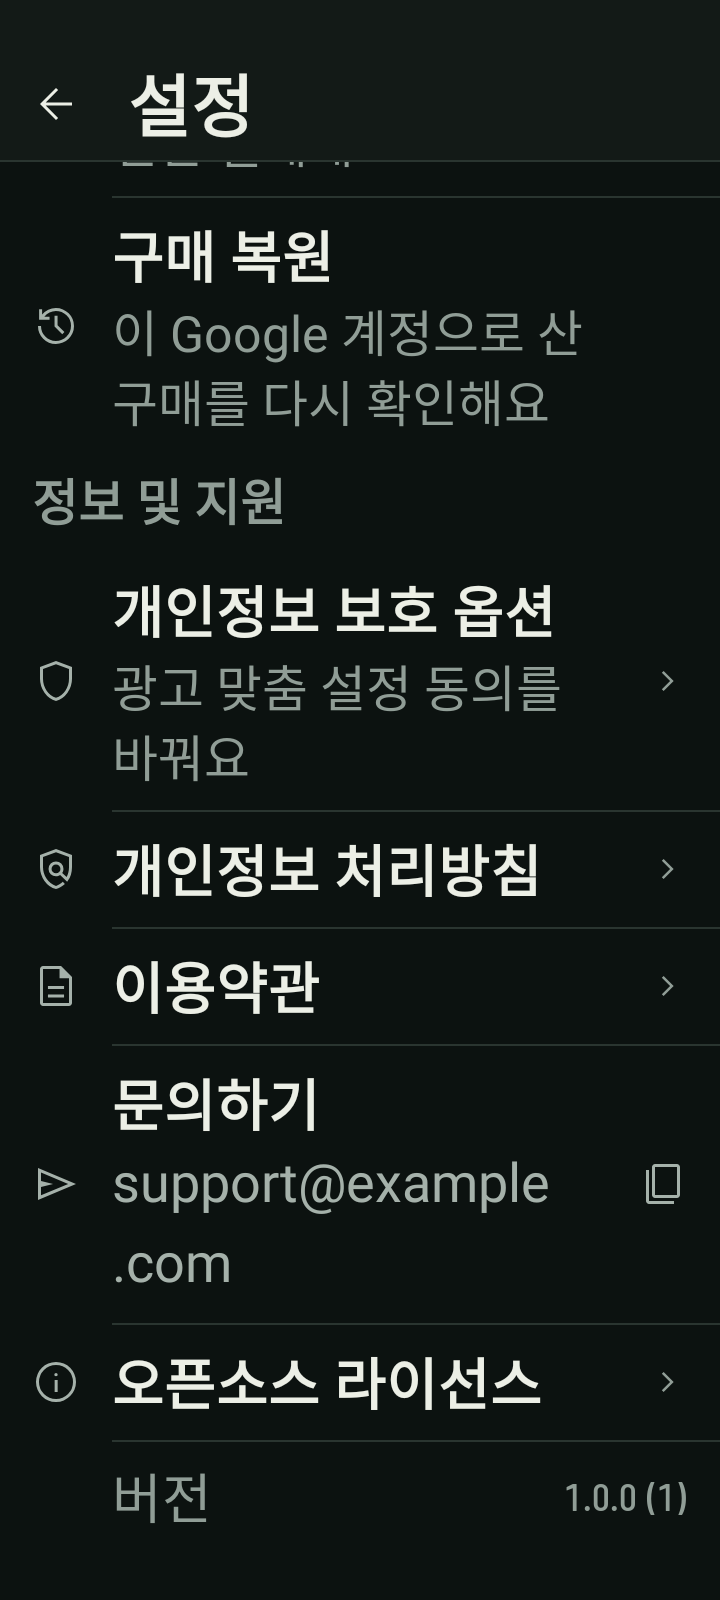 설정
구매 복원
이 Google 계정으로 산
구매를 다시 확인해요
정보 및 지원
개인정보 보호 옵션
광고 맞춤 설정 동의를
바꿔요
개인정보 처리방침
이용약관
문의하기
support@example
.com
오픈소스 라이선스
버전
1.0.0 (1)